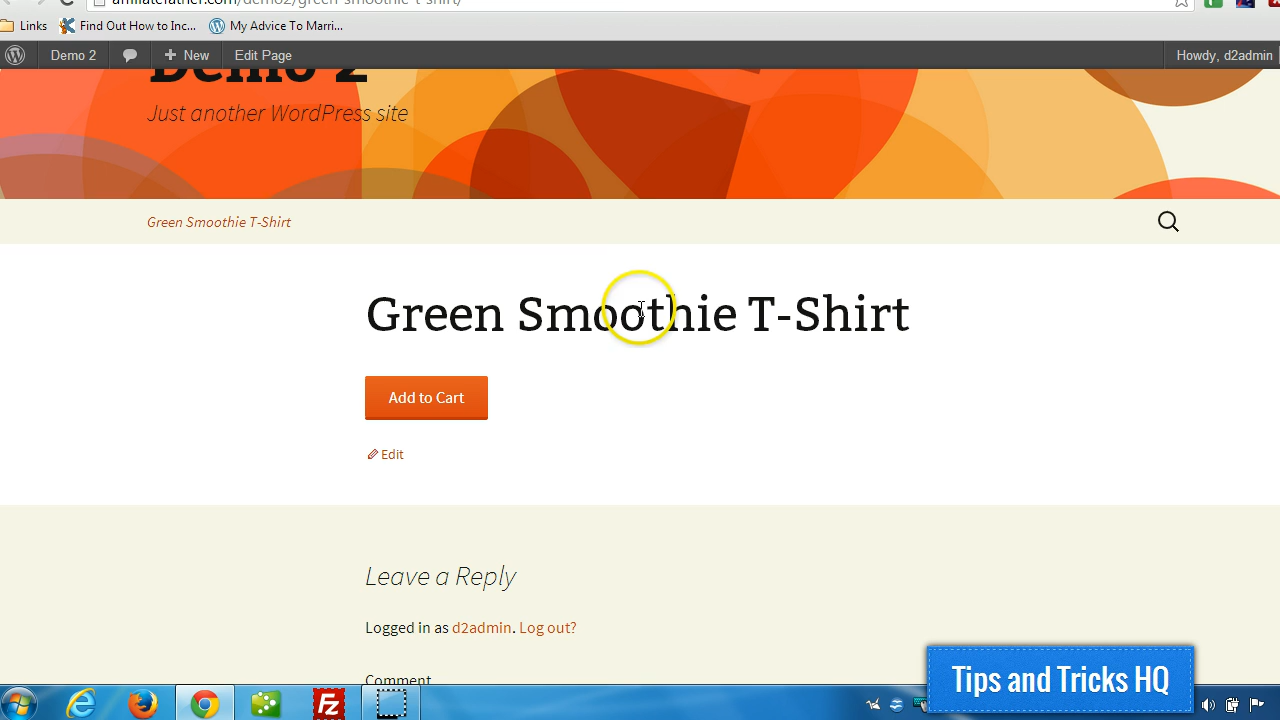 affiliatefather.com/demo2/green-smoothie-t-shirt/
Links Find Out How to Inc... My Advice To Marri...
Demo 2 New Edit Page Howdy, d2admin
Demo 2
Just another WordPress site
Green Smoothie T-Shirt
Green Smoothie T-Shirt
Add to Cart
Edit
Leave a Reply
Logged in as d2admin. Log out?
Comment
Tips and Tricks HQ
Fz